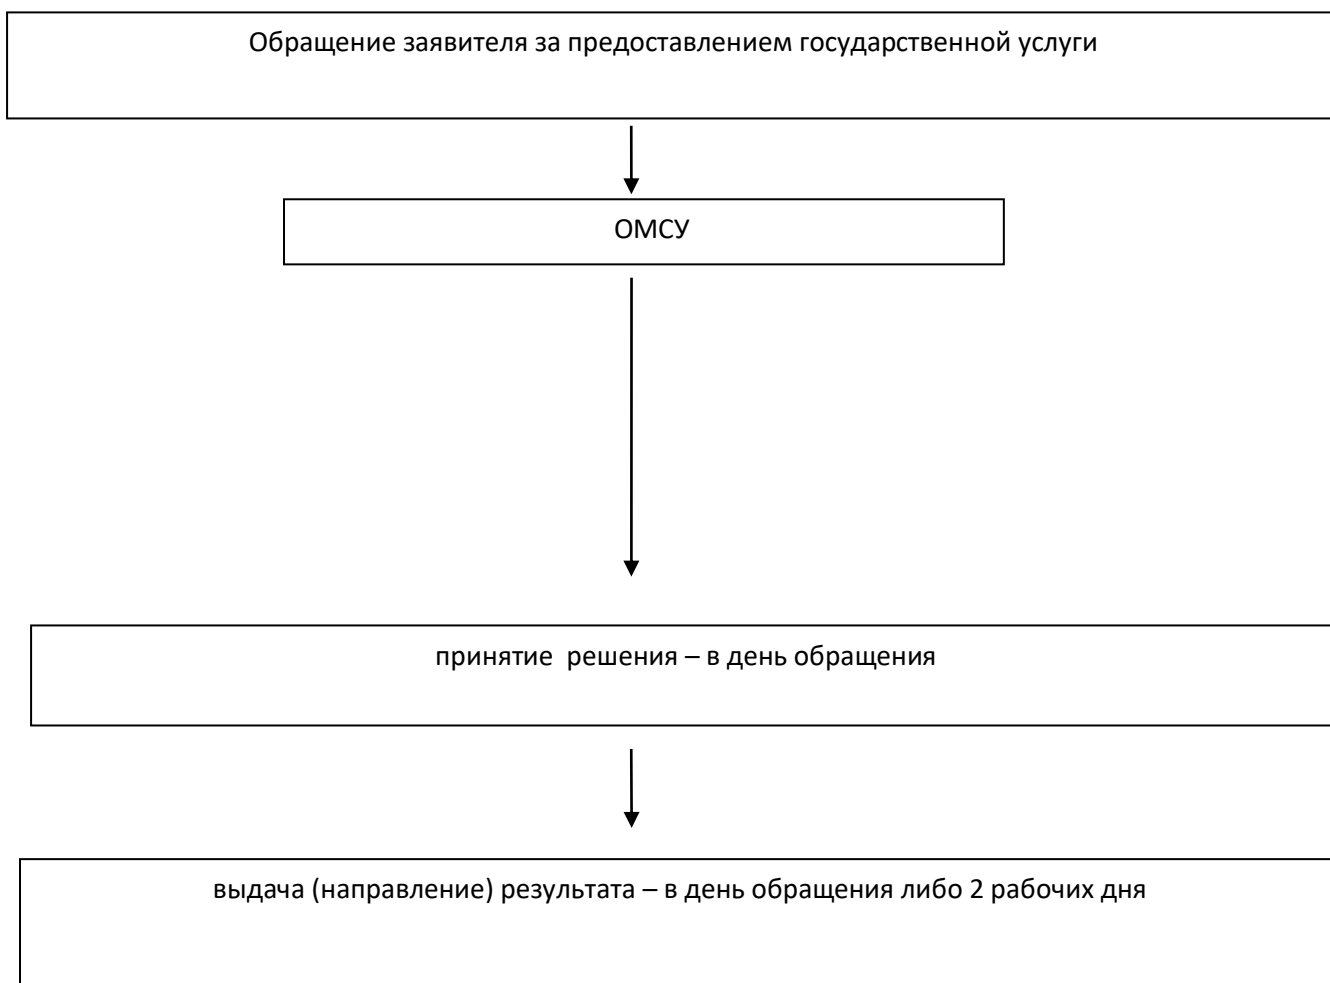 Обращение заявителя за предоставлением государственной услуги
ОМСУ
принятие  решения – в день обращения
выдача (направление) результата – в день обращения либо 2 рабочих дня